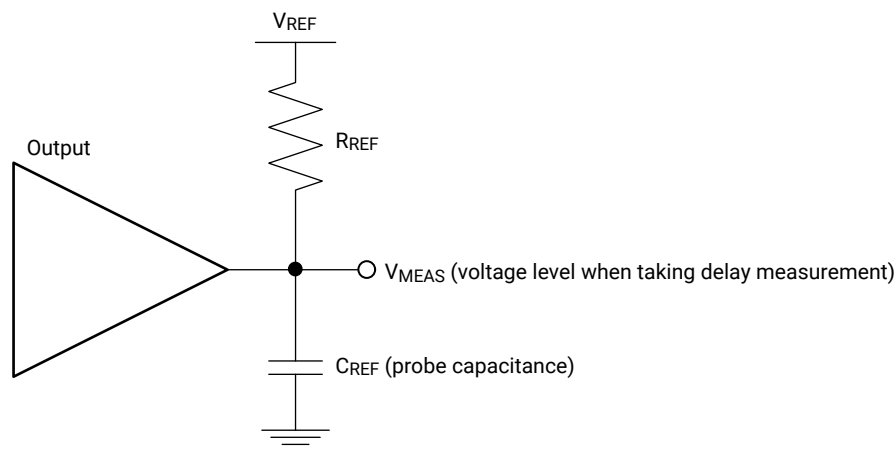 VREF
RREF
Output
VMEAS (voltage level when taking delay measurement)
CREF (probe capacitance)